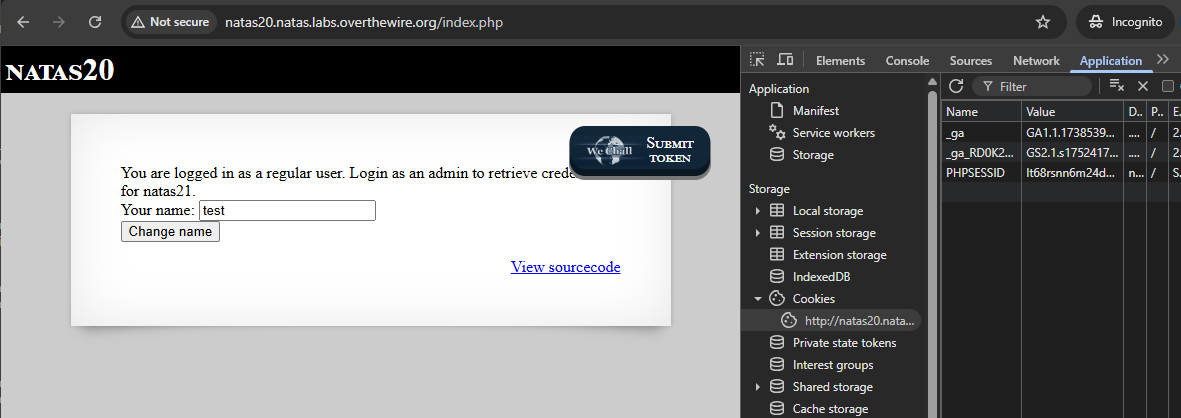 Not secure
natas20.natas.labs.overthewire.org/index.php
Incognito
NATAS20
We Chall
SUBMIT
TOKEN
You are logged in as a regular user. Login as an admin to retrieve crede
for natas21.
Your name: test
Change name
View sourcecode
Elements Console Sources Network Application
Application
Manifest
Service workers
Storage
Storage
Local storage
Session storage
Extension storage
IndexedDB
Cookies
http://natas20.nata...
Private state tokens
Interest groups
Shared storage
Cache storage
Filter
Name Value D.. P.. E
_ga GA1.1.1738539... .... / 2.
_ga_RD0K2... GS2.1.s1752417... .... / 2.
PHPSESSID lt68rsnn6m24d... n... / S.